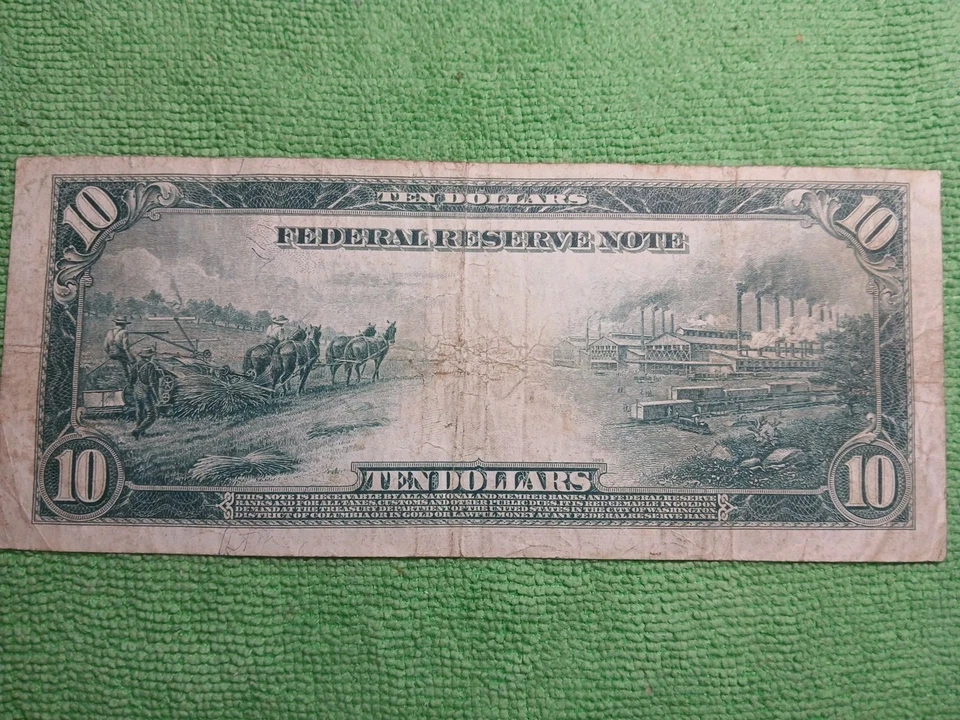 10 TEN DOLLARS 10
FEDERAL RESERVE NOTE
10 TEN DOLLARS 10
THIS NOTE IS RECEIVABLE BY ALL NATIONAL AND MEMBER BANKS AND FEDERAL RESERVE
BANKS AND FOR ALL TAXES, CUSTOMS AND OTHER PUBLIC DUES. IT IS REDEEMABLE IN GOLD ON
DEMAND AT THE TREASURY DEPARTMENT OF THE UNITED STATES IN THE CITY OF WASHINGTON,
DISTRICT OF COLUMBIA OR IN GOLD OR LAWFUL MONEY AT ANY FEDERAL RESERVE BANK.